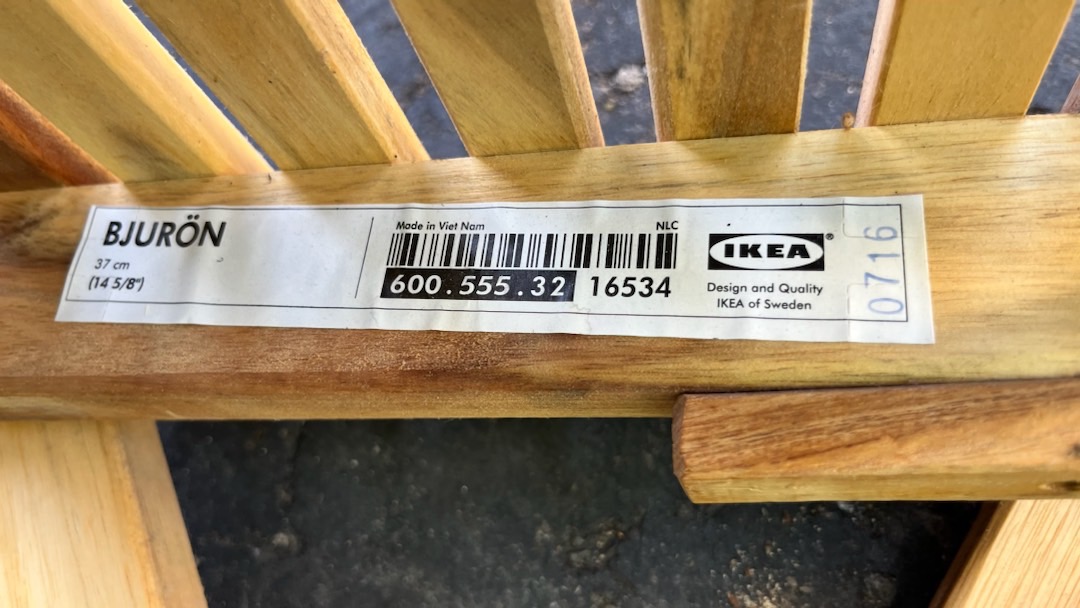 BJURÖN
37 cm
(14 5/8")
Made in Viet Nam NLC
600.555.32 16534
IKEA®
Design and Quality
IKEA of Sweden
0716